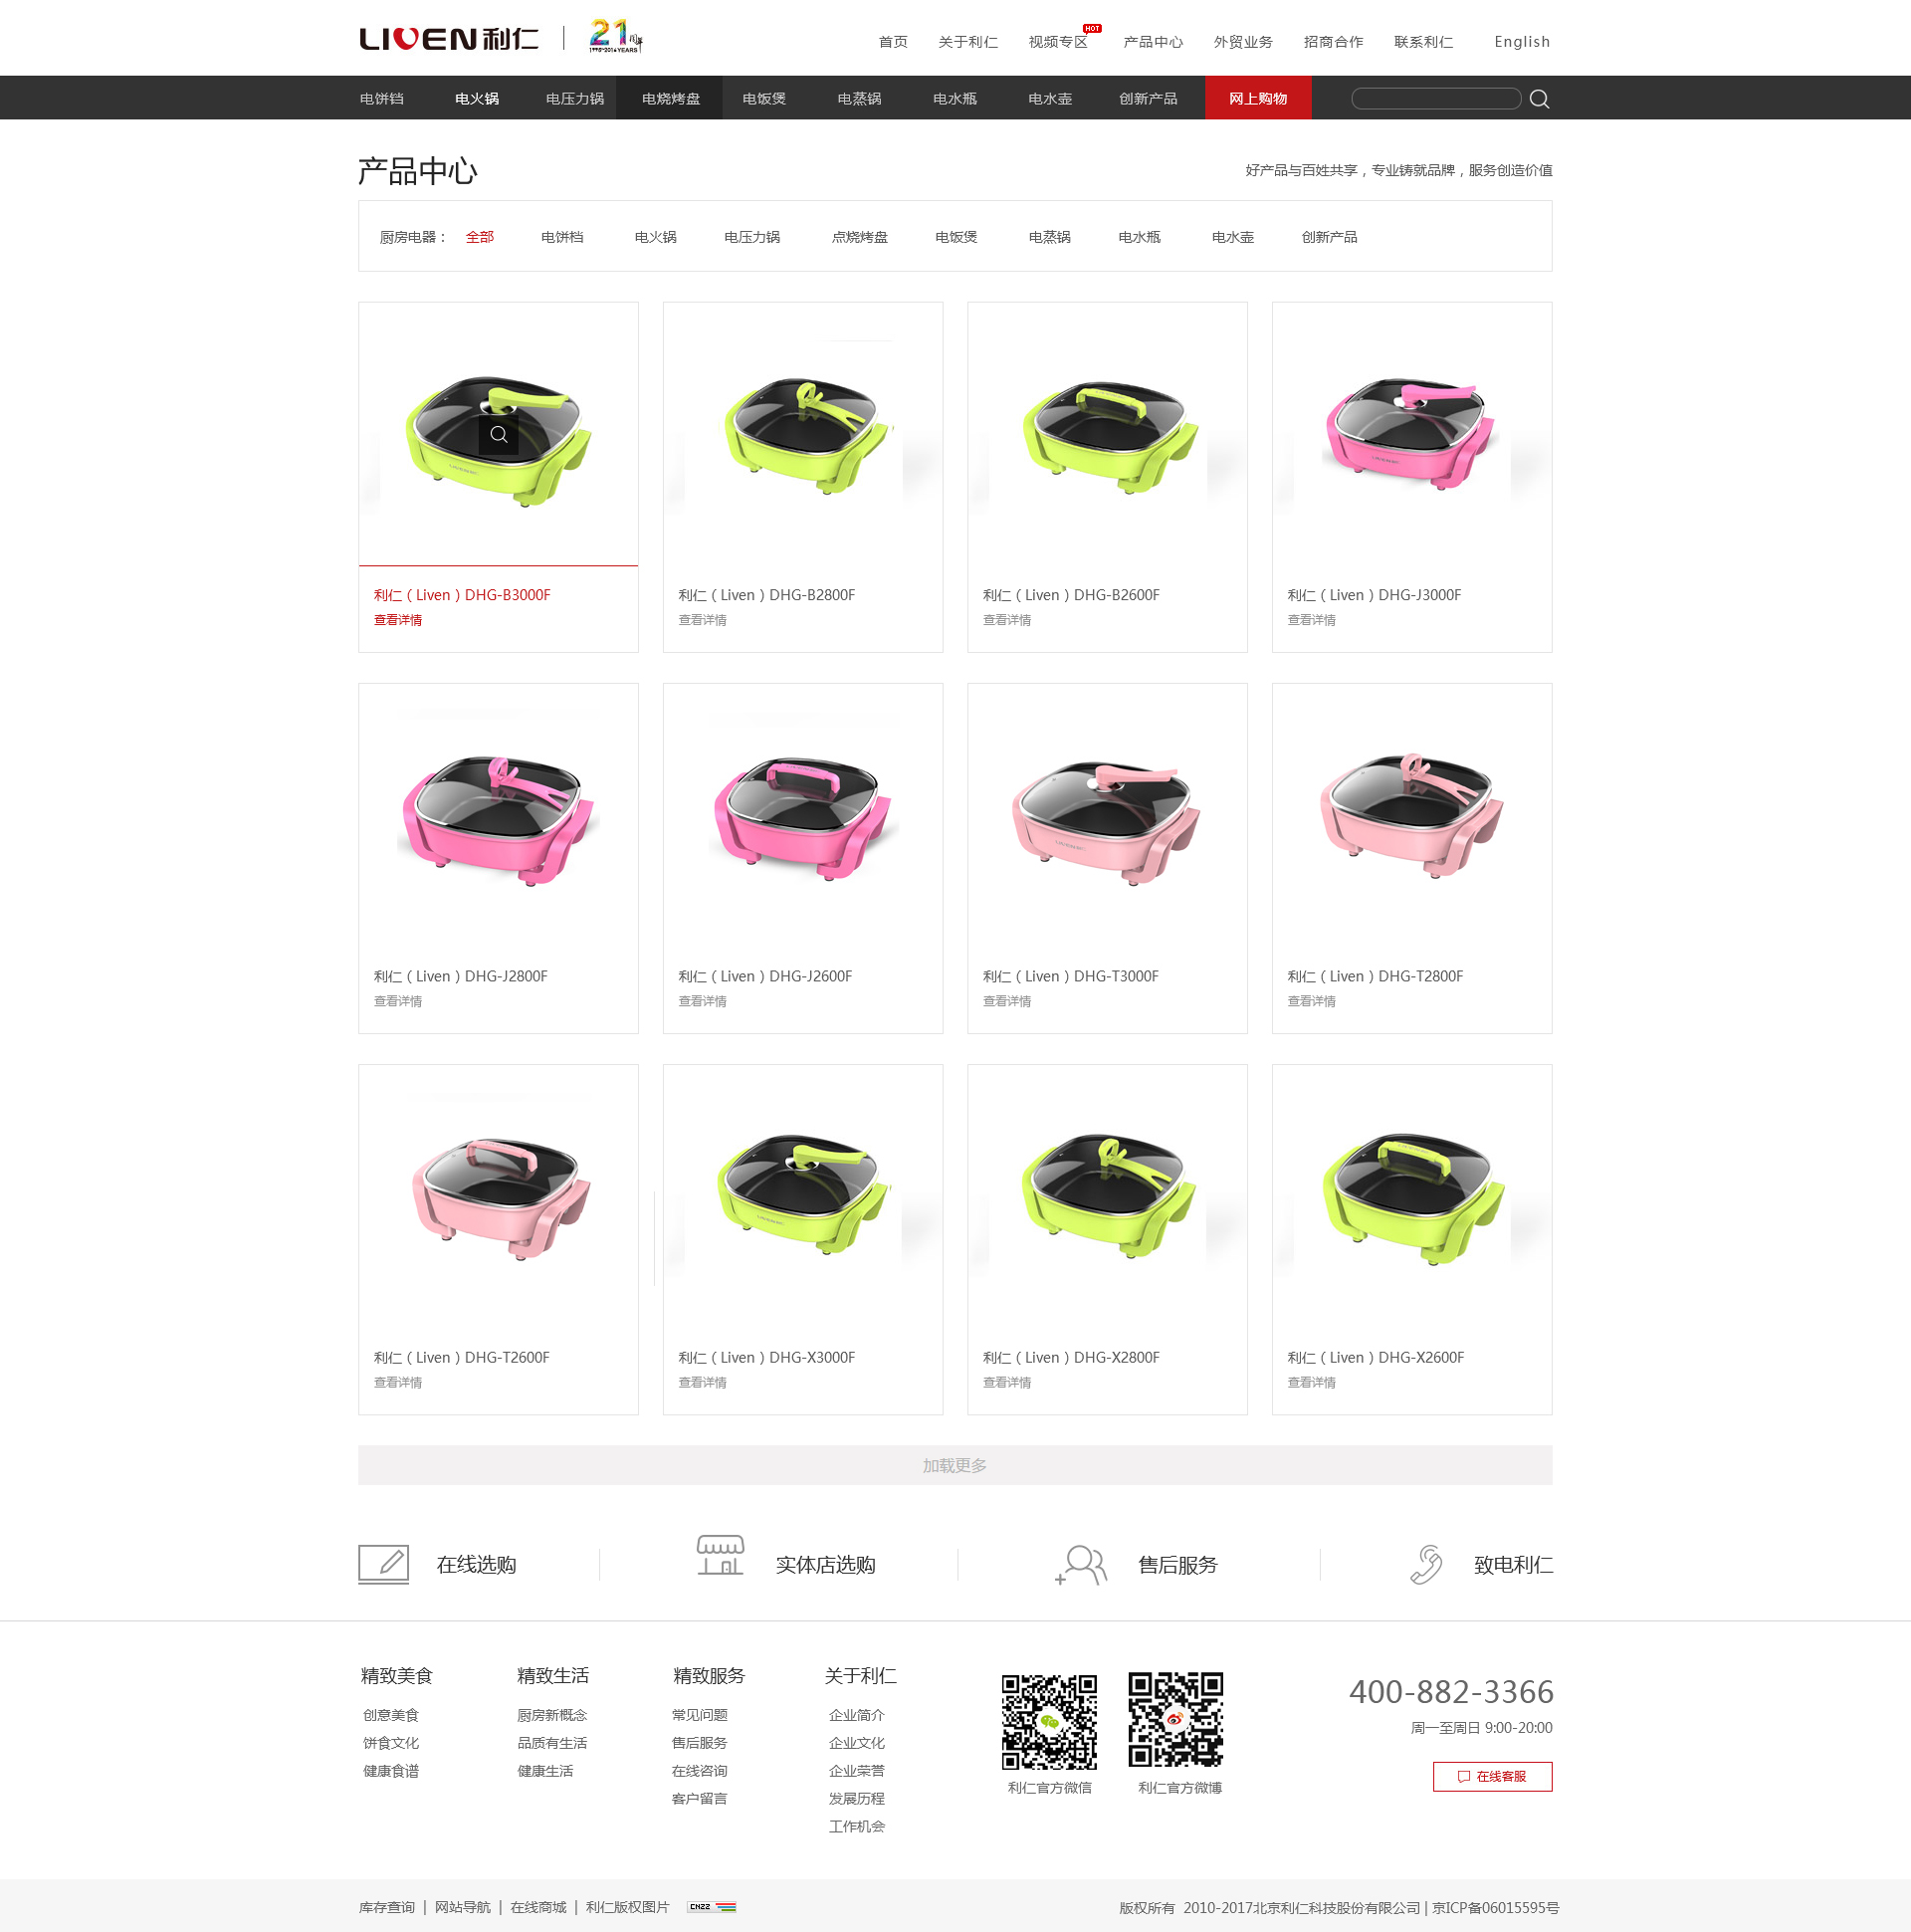 LIVEN利仁 21周年
1995-2016YEARS
首页 关于利仁 视频专区 HOT 产品中心 外贸业务 招商合作 联系利仁 English
电饼档 电火锅 电压力锅 电烧烤盘 电饭煲 电蒸锅 电水瓶 电水壶 创新产品 网上购物
产品中心
好产品与百姓共享，专业铸就品牌，服务创造价值
厨房电器： 全部 电饼档 电火锅 电压力锅 点烧烤盘 电饭煲 电蒸锅 电水瓶 电水壶 创新产品
利仁（Liven）DHG-B3000F
查看详情
利仁（Liven）DHG-B2800F
查看详情
利仁（Liven）DHG-B2600F
查看详情
利仁（Liven）DHG-J3000F
查看详情
利仁（Liven）DHG-J2800F
查看详情
利仁（Liven）DHG-J2600F
查看详情
利仁（Liven）DHG-T3000F
查看详情
利仁（Liven）DHG-T2800F
查看详情
利仁（Liven）DHG-T2600F
查看详情
利仁（Liven）DHG-X3000F
查看详情
利仁（Liven）DHG-X2800F
查看详情
利仁（Liven）DHG-X2600F
查看详情
加载更多
在线选购 实体店选购 售后服务 致电利仁
精致美食
创意美食
饼食文化
健康食谱
精致生活
厨房新概念
品质有生活
健康生活
精致服务
常见问题
售后服务
在线咨询
客户留言
关于利仁
企业简介
企业文化
企业荣誉
发展历程
工作机会
利仁官方微信
利仁官方微博
400-882-3366
周一至周日 9:00-20:00
在线客服
库存查询 | 网站导航 | 在线商城 | 利仁版权图片 CNZZ
版权所有 2010-2017北京利仁科技股份有限公司 | 京ICP备06015595号